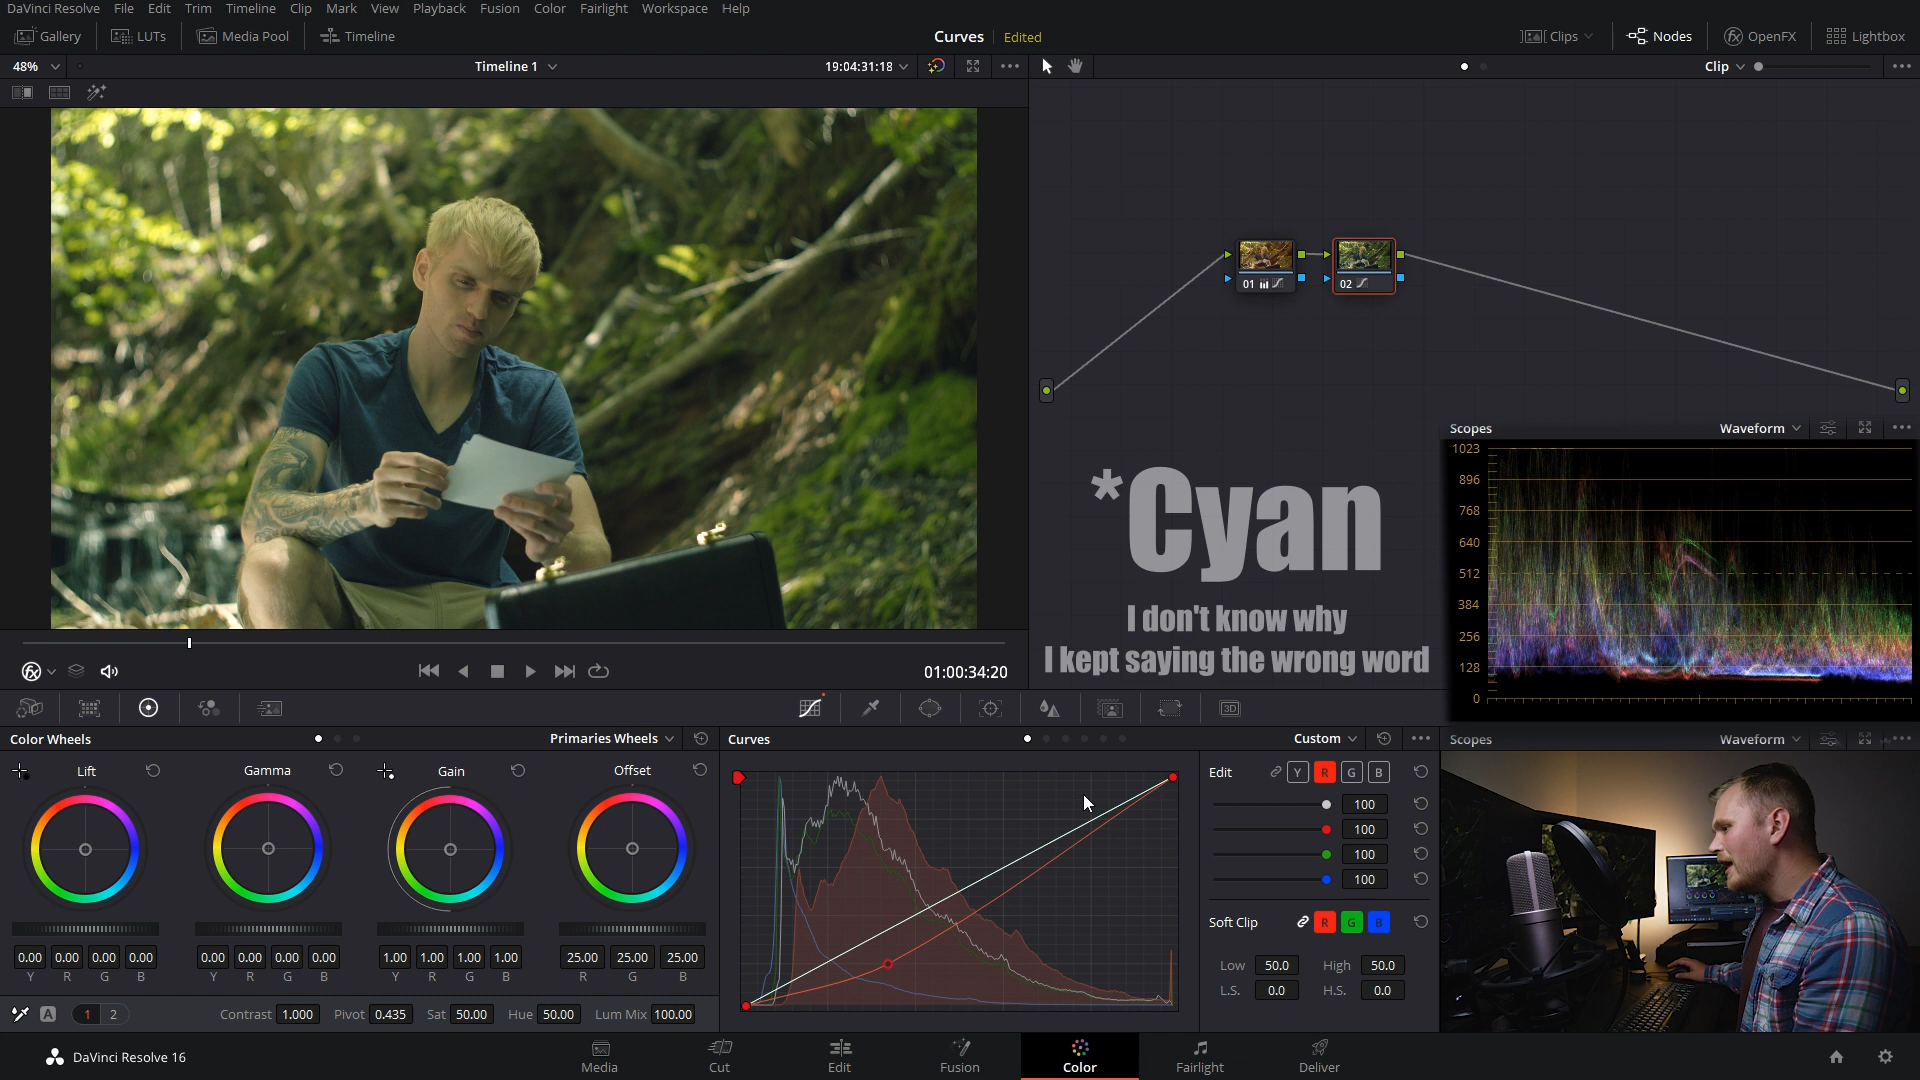 DaVinci Resolve File Edit Trim Timeline Clip Mark View Playback Fusion Color Fairlight Workspace Help
Gallery LUTs Media Pool Timeline Curves Edited Clips Nodes OpenFX Lightbox
48% Timeline 1 19:04:31:18 Clip
01 02
*Cyan
I don't know why
I kept saying the wrong word
Scopes Waveform
1023
896
768
640
512
384
256
128
0
01:00:34:20
3D
Color Wheels Primaries Wheels Curves Custom Scopes Waveform
Lift Gamma Gain Offset
Edit Y R G B
100
100
100
100
Soft Clip R G B
Low 50.0 High 50.0
L.S. 0.0 H.S. 0.0
0.00 0.00 0.00 0.00 0.00 0.00 0.00 0.00 1.00 1.00 1.00 1.00 25.00 25.00 25.00
Y R G B Y R G B Y R G B R G B
A 1 2 Contrast 1.000 Pivot 0.435 Sat 50.00 Hue 50.00 Lum Mix 100.00
DaVinci Resolve 16 Media Cut Edit Fusion Color Fairlight Deliver